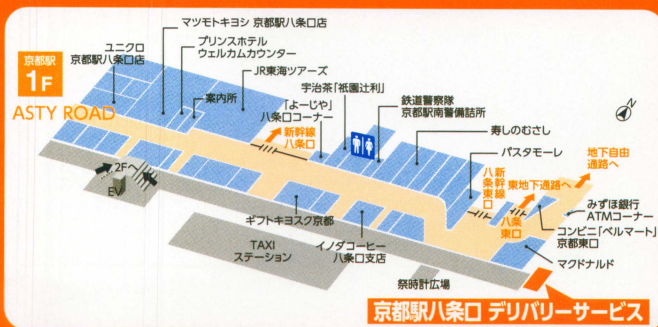 京都駅
1F
ASTY ROAD
マツモトキヨシ 京都駅八条口店
プリンスホテル
ウェルカムカウンター
ユニクロ
京都駅八条口店
JR東海ツアーズ
案内所
宇治茶「祇園辻利」
「よーじや」
八条口コーナー
新幹線
八条口
鉄道警察隊
京都駅南警備詰所
寿しのむさし
パスタモーレ
地下自由
通路へ
新幹線
八条東口
東地下通路へ
八条
東口
みずほ銀行
ATMコーナー
コンビニ「ベルマート」
京都東口
マクドナルド
2Fへ
EV
ギフトキヨスク京都
TAXI
ステーション
イノダコーヒー
八条口支店
祭時計広場
京都駅八条口 デリバリーサービス